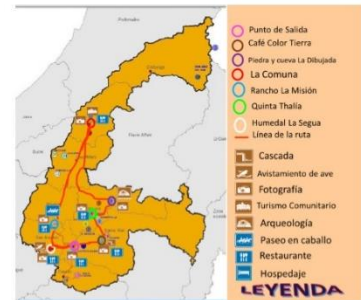 Punto de Salida
Café Color Tierra
Piedra y cueva La Dibujada
La Comuna
Rancho La Misión
Quinta Thalía
Humedal La Segua
Línea de la ruta
Cascada
Avistamiento de ave
Fotografía
Turismo Comunitario
Arqueología
Paseo en caballo
Restaurante
Hospedaje
LEYENDA